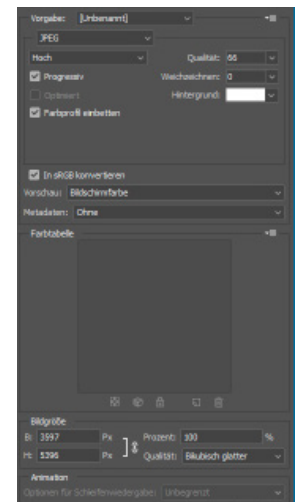 Vorgabe: [Unbenannt]
JPEG
Hoch Qualität: 66
Progressiv Weichzeichnen: 0
Optimiert Hintergrund:
Farbprofil einbetten
In sRGB konvertieren
Vorschau: Bildschirmfarbe
Metadaten: Ohne
Farbtabelle
Bildgröße
B: 3597 Px Prozent: 100 %
H: 5396 Px Qualität: Bikubisch glatter
Animation
Optionen für Schleifenwiedergabe: Unbegrenzt